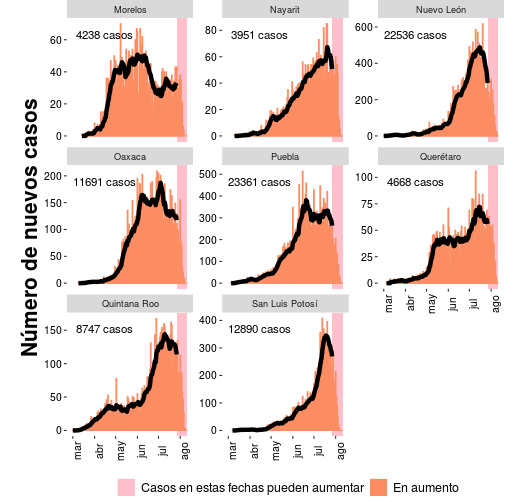 Número de nuevos casos
Morelos
4238 casos
60
40
20
0
Nayarit
3951 casos
80
60
40
20
0
Nuevo León
22536 casos
600
400
200
0
Oaxaca
11691 casos
200
150
100
50
0
Puebla
23361 casos
500
400
300
200
100
0
Querétaro
4668 casos
100
75
50
25
0
mar abr may jun jul ago
Quintana Roo
8747 casos
150
100
50
0
mar abr may jun jul ago
San Luis Potosí
12890 casos
400
300
200
100
0
mar abr may jun jul ago
Casos en estas fechas pueden aumentar
En aumento